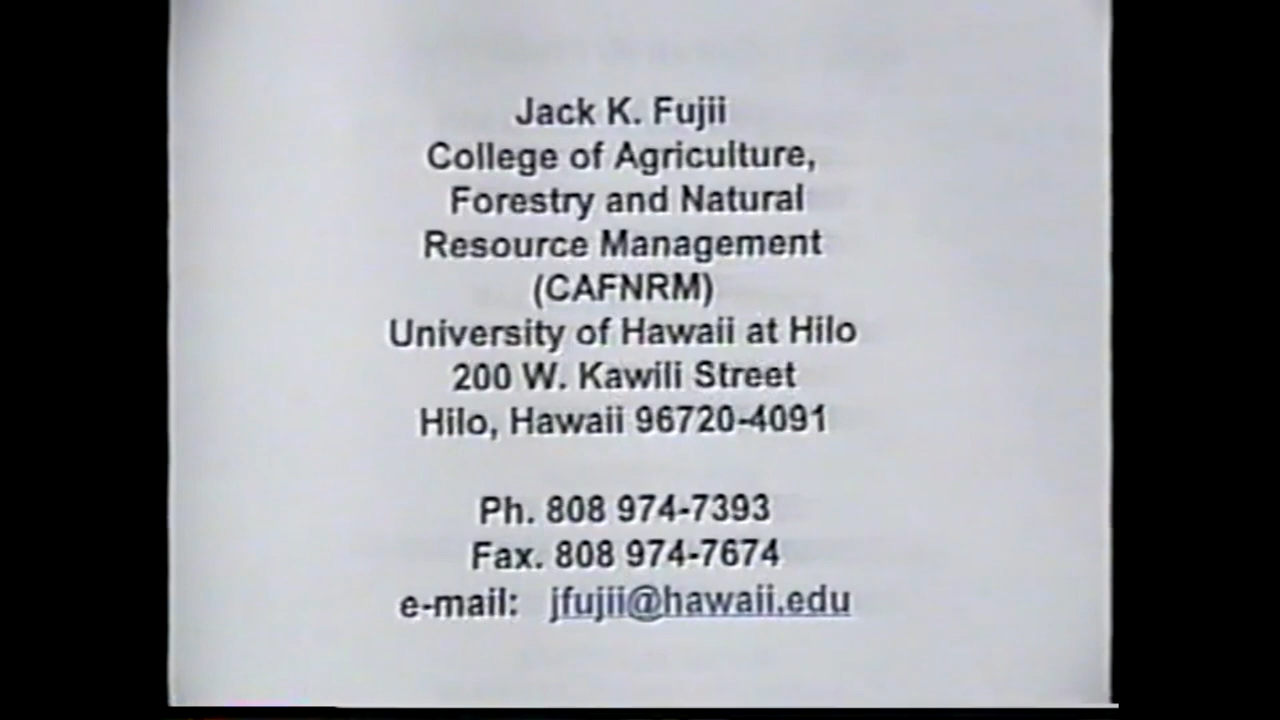 Jack K. Fujii
College of Agriculture,
Forestry and Natural
Resource Management
(CAFNRM)
University of Hawaii at Hilo
200 W. Kawili Street
Hilo, Hawaii 96720-4091
Ph. 808 974-7393
Fax. 808 974-7674
e-mail: jfujii@hawaii.edu